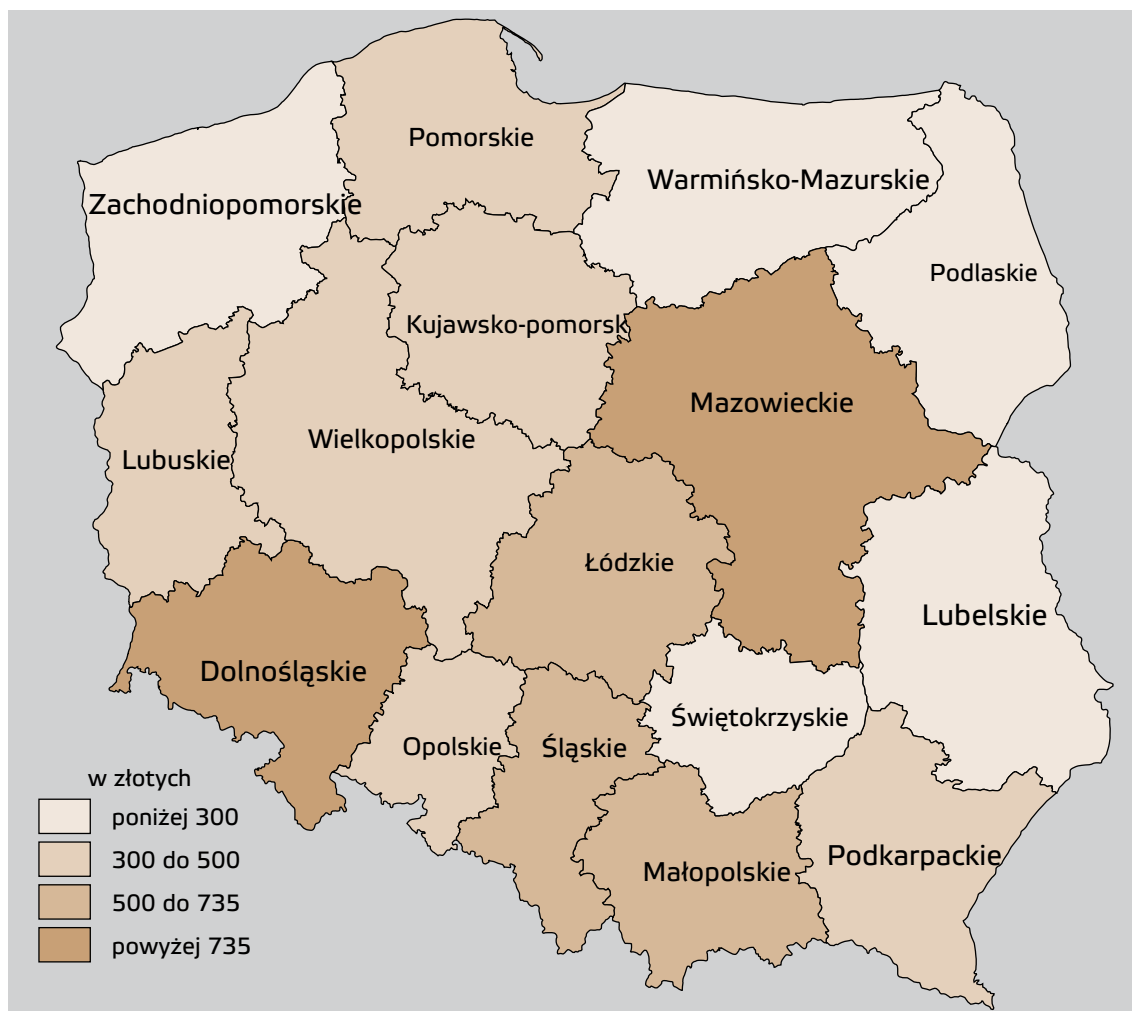 Pomorskie
Warmińsko-Mazurskie
Zachodniopomorskie
Podlaskie
Kujawsko-pomorsk
Mazowieckie
Wielkopolskie
Lubuskie
Łódzkie
Lubelskie
Dolnośląskie
Świętokrzyskie
Opolskie
Śląskie
Podkarpackie
Małopolskie
w złotych
poniżej 300
300 do 500
500 do 735
powyżej 735